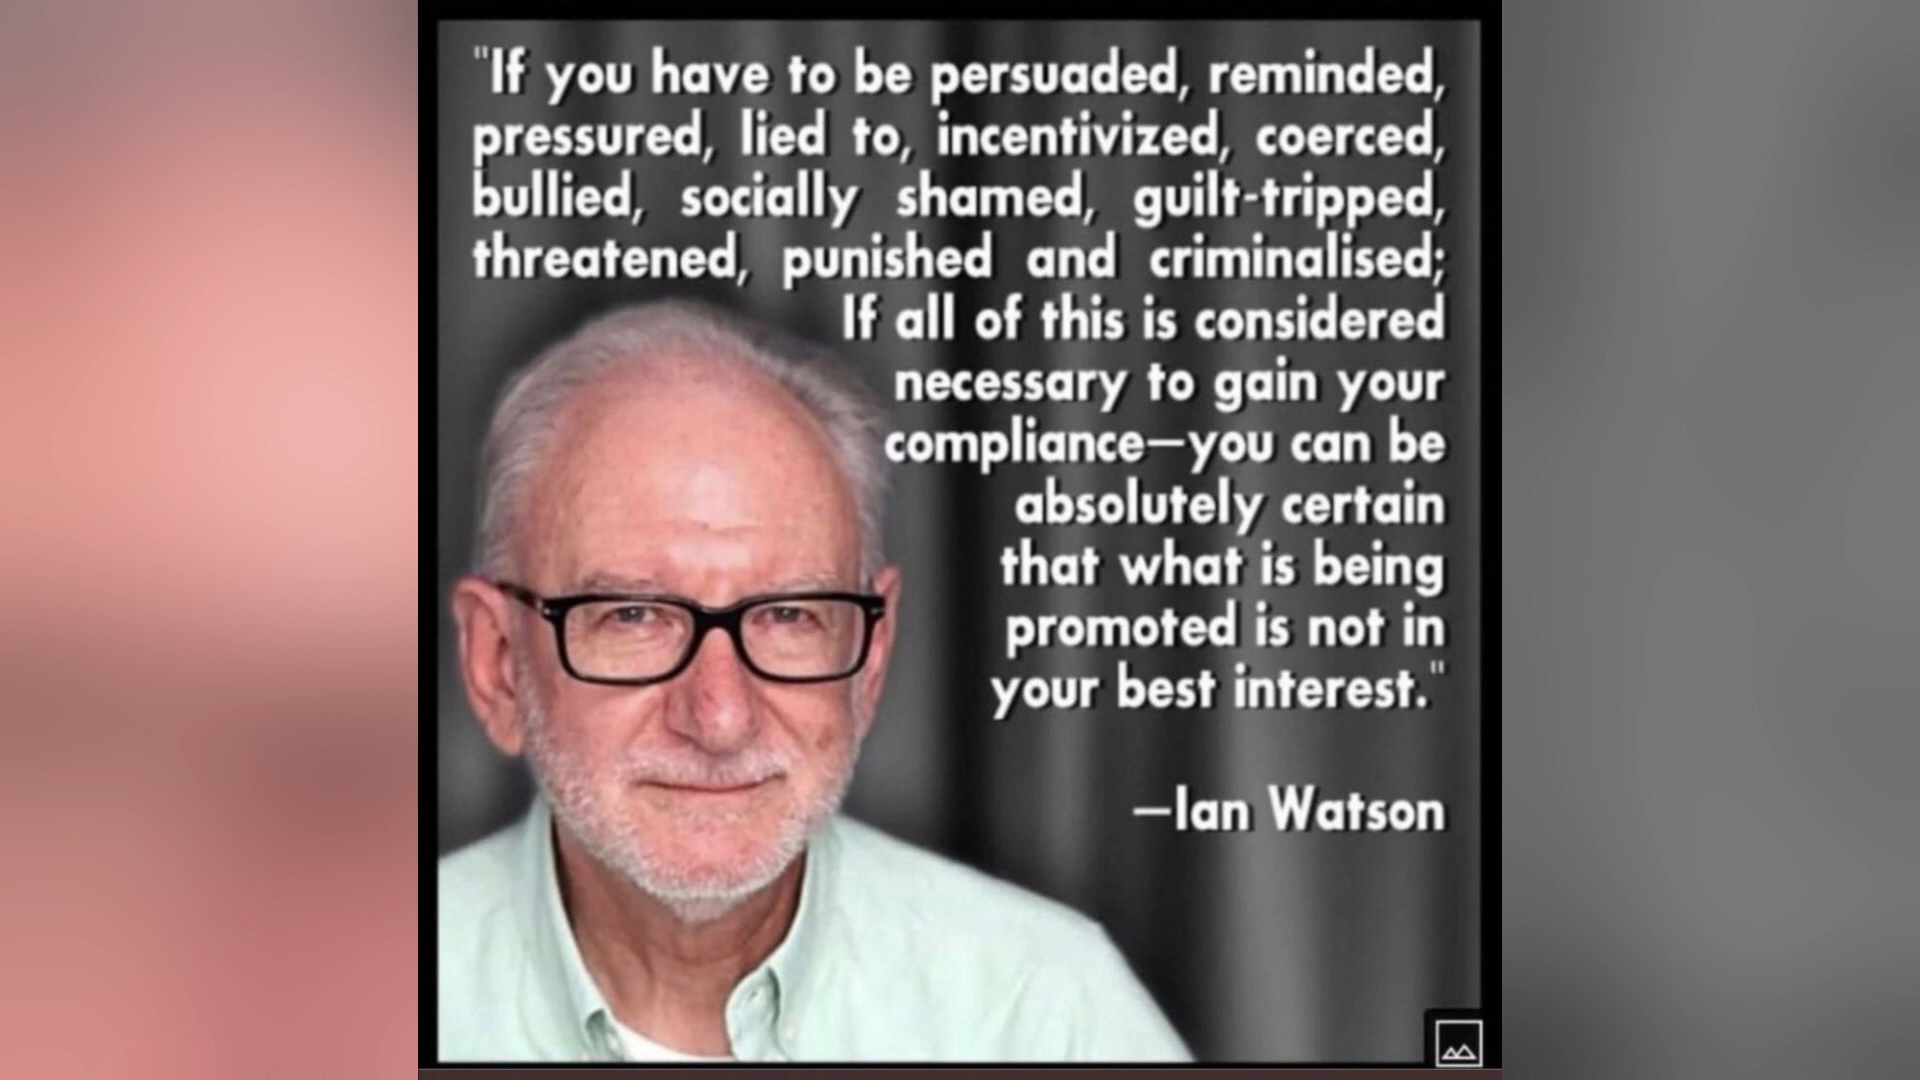 "If you have to be persuaded, reminded,
pressured, lied to, incentivized, coerced,
bullied, socially shamed, guilt-tripped,
threatened, punished and criminalised;
If all of this is considered
necessary to gain your
compliance—you can be
absolutely certain
that what is being
promoted is not in
your best interest."
—Ian Watson